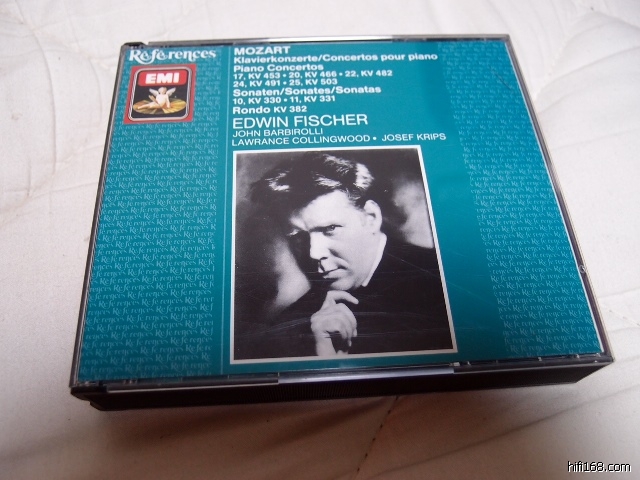 Références
EMI
MOZART
Klavierkonzerte/Concertos pour piano
Piano Concertos
17, KV 453 • 20, KV 466 • 22, KV 482
24, KV 491 • 25, KV 503
Sonaten/Sonates/Sonatas
10, KV 330 • 11, KV 331
Rondo KV 382
EDWIN FISCHER
JOHN BARBIROLLI
LAWRANCE COLLINGWOOD • JOSEF KRIPS
hifi168.com